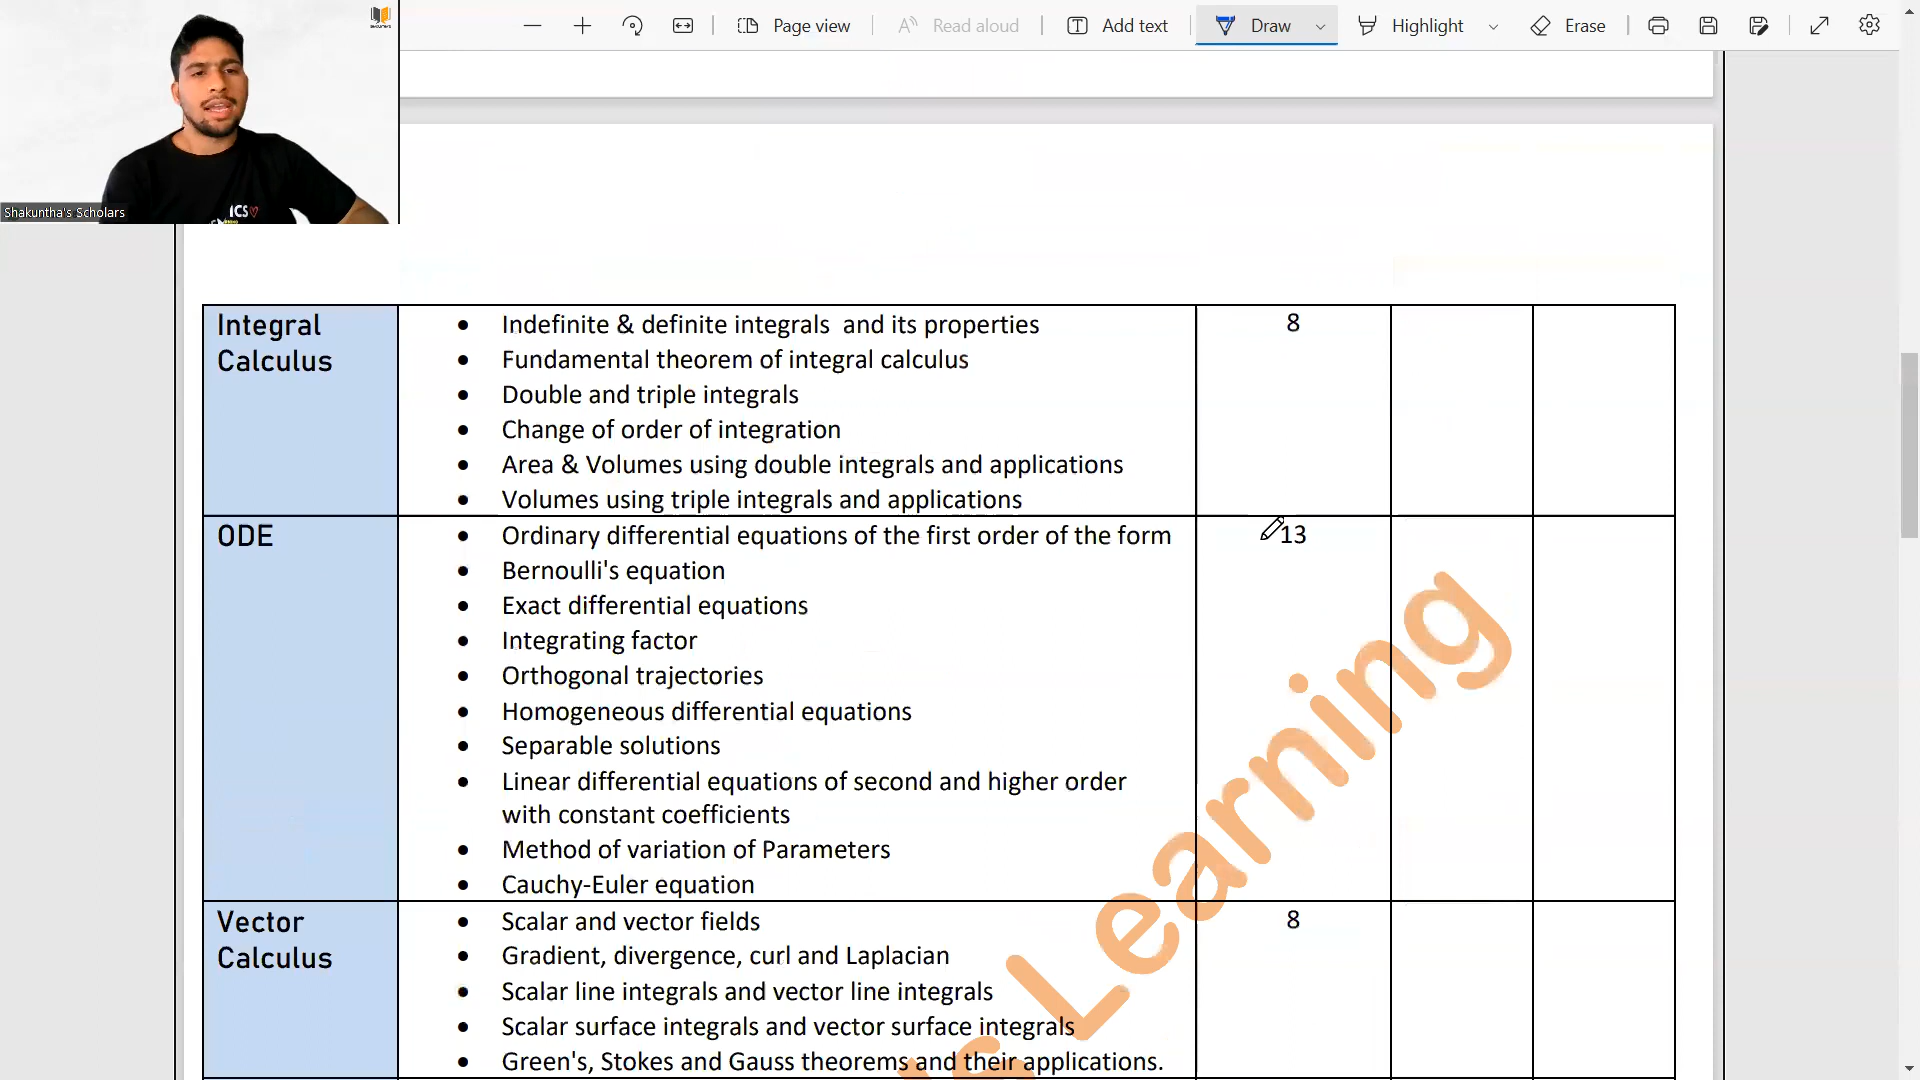 Page view
Read aloud
Add text
Draw
Highlight
Erase
Shakuntha's Scholars
ICS
Integral Calculus
• Indefinite & definite integrals and its properties
• Fundamental theorem of integral calculus
• Double and triple integrals
• Change of order of integration
• Area & Volumes using double integrals and applications
• Volumes using triple integrals and applications
8
ODE
• Ordinary differential equations of the first order of the form
• Bernoulli's equation
• Exact differential equations
• Integrating factor
• Orthogonal trajectories
• Homogeneous differential equations
• Separable solutions
• Linear differential equations of second and higher order
with constant coefficients
• Method of variation of Parameters
• Cauchy-Euler equation
13
Vector
Calculus
• Scalar and vector fields
• Gradient, divergence, curl and Laplacian
• Scalar line integrals and vector line integrals
• Scalar surface integrals and vector surface integrals
• Green's, Stokes and Gauss theorems and their applications.
8
Learning